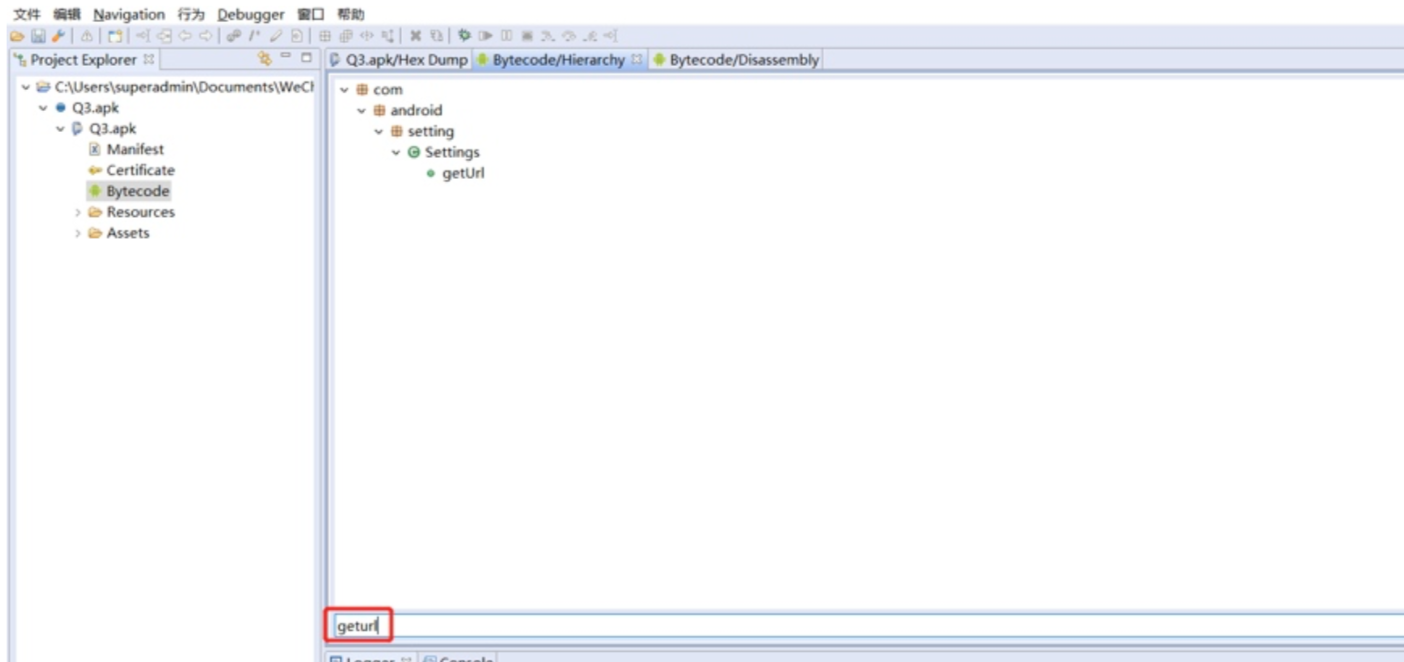 文件 编辑 Navigation 行为 Debugger 窗口 帮助
Project Explorer
Q3.apk/Hex Dump Bytecode/Hierarchy Bytecode/Disassembly
C:\Users\superadmin\Documents\WeCh
Q3.apk
Q3.apk
Manifest
Certificate
Bytecode
Resources
Assets
com
android
setting
Settings
getUrl
geturl
Logger Console